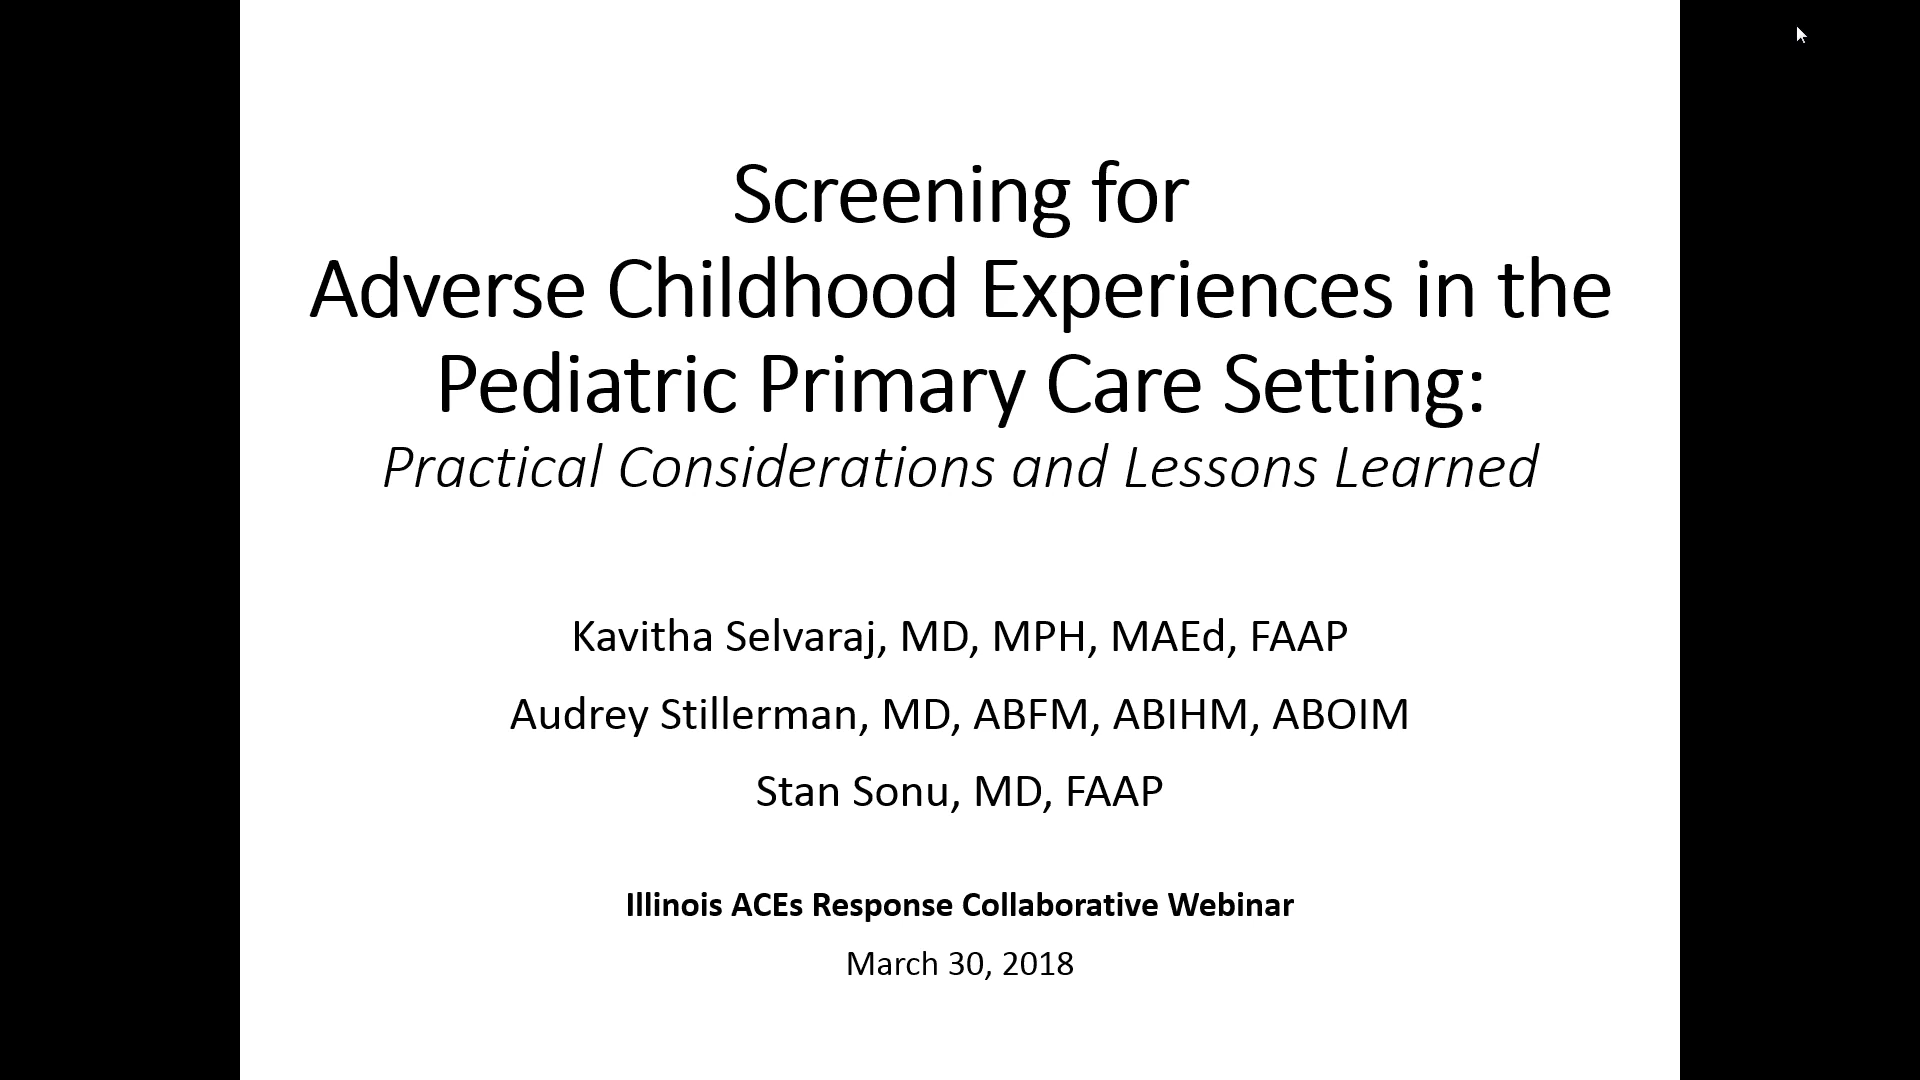 Screening for
Adverse Childhood Experiences in the
Pediatric Primary Care Setting:
Practical Considerations and Lessons Learned
Kavitha Selvaraj, MD, MPH, MAEd, FAAP
Audrey Stillerman, MD, ABFM, ABIHM, ABOIM
Stan Sonu, MD, FAAP
Illinois ACEs Response Collaborative Webinar
March 30, 2018